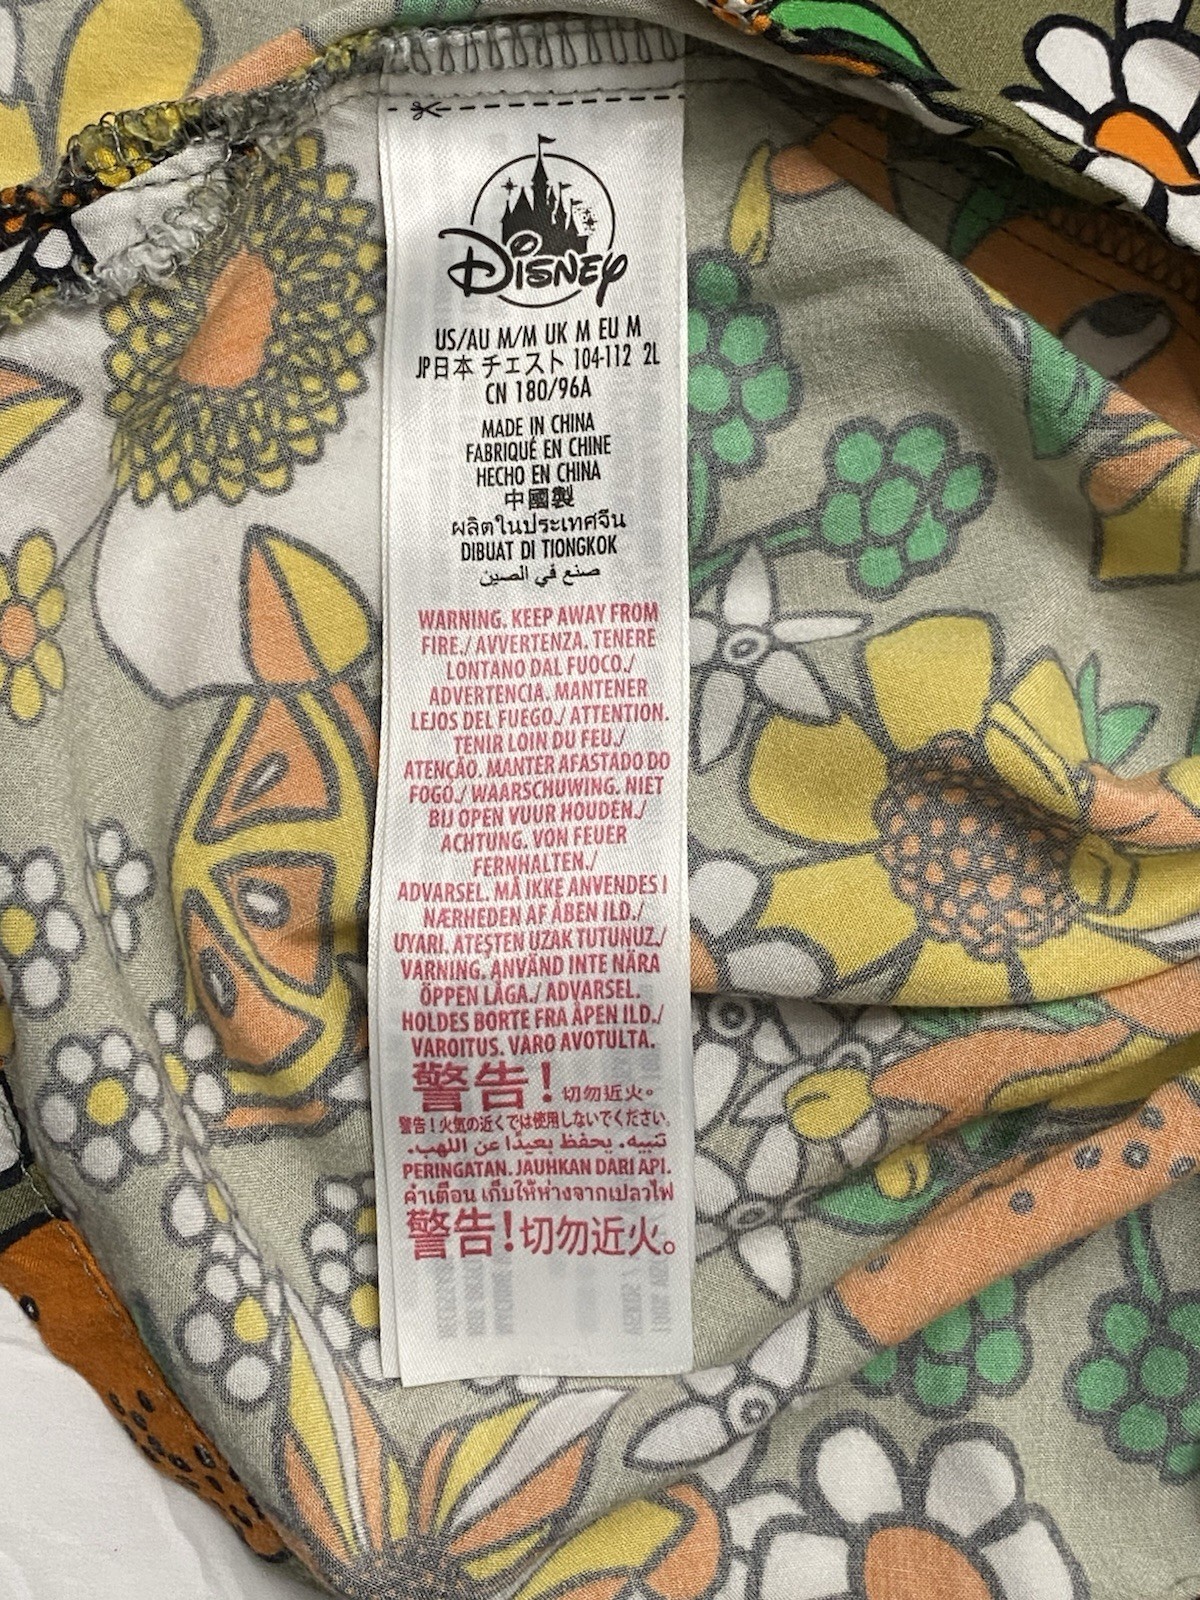 Disney
US/AU M/M UK M EU M
JP日本 チェスト 104-112 2L
CN 180/96A
MADE IN CHINA
FABRIQUÉ EN CHINE
HECHO EN CHINA
中國製
ผลิตในประเทศจีน
DIBUAT DI TIONGKOK
صنع في الصين
WARNING. KEEP AWAY FROM
FIRE./ AVVERTENZA. TENERE
LONTANO DAL FUOCO./
ADVERTENCIA. MANTENER
LEJOS DEL FUEGO./ ATTENTION.
TENIR LOIN DU FEU./
ATENCÃO. MANTER AFASTADO DO
FOGO./ WAARSCHUWING. NIET
BIJ OPEN VUUR HOUDEN./
ACHTUNG. VON FEUER
FERNHALTEN./
ADVARSEL. MÅ IKKE ANVENDES I
NÆRHEDEN AF ÅBEN ILD./
UYARI. ATEŞTEN UZAK TUTUNUZ./
VARNING. ANVÄND INTE NÄRA
ÖPPEN LÅGA./ ADVARSEL.
HOLDES BORTE FRA ÅPEN ILD./
VAROITUS. VARO AVOTULTA.
警告！切勿近火。
警告！火気の近くでは使用しないでください。
تنبيه. يحفظ بعيدًا عن اللهب.
PERINGATAN. JAUHKAN DARI API.
คำเตือน เก็บให้ห่างจากเปลวไฟ
警告！切勿近火。